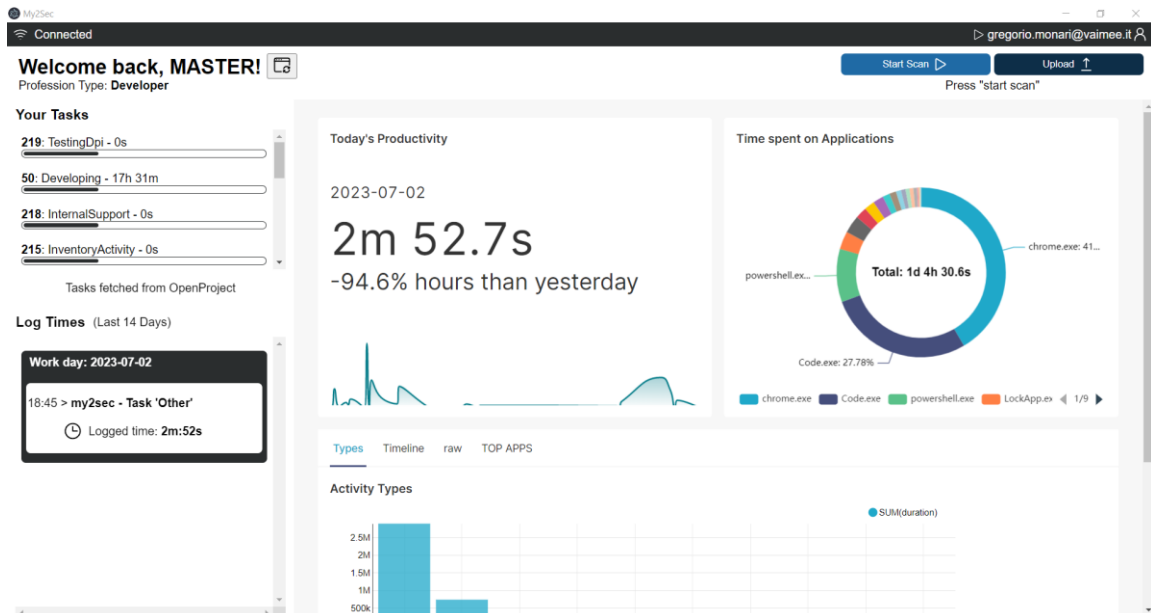 My2Sec
Connected
gregorio.monari@vaimee.it
Welcome back, MASTER!
Profession Type: Developer
Start Scan
Upload
Press "start scan"
Your Tasks
219: TestingDpi - 0s
50: Developing - 17h 31m
218: InternalSupport - 0s
215: InventoryActivity - 0s
Tasks fetched from OpenProject
Log Times (Last 14 Days)
Work day: 2023-07-02
18:45 > my2sec - Task 'Other'
Logged time: 2m:52s
Today's Productivity
2023-07-02
2m 52.7s
-94.6% hours than yesterday
Time spent on Applications
chrome.exe: 41...
powershell.ex...
Total: 1d 4h 30.6s
Code.exe: 27.78%
chrome.exe Code.exe powershell.exe LockApp.ex 1/9
Types Timeline raw TOP APPS
Activity Types
SUM(duration)
2.5M
2M
1.5M
1M
500k